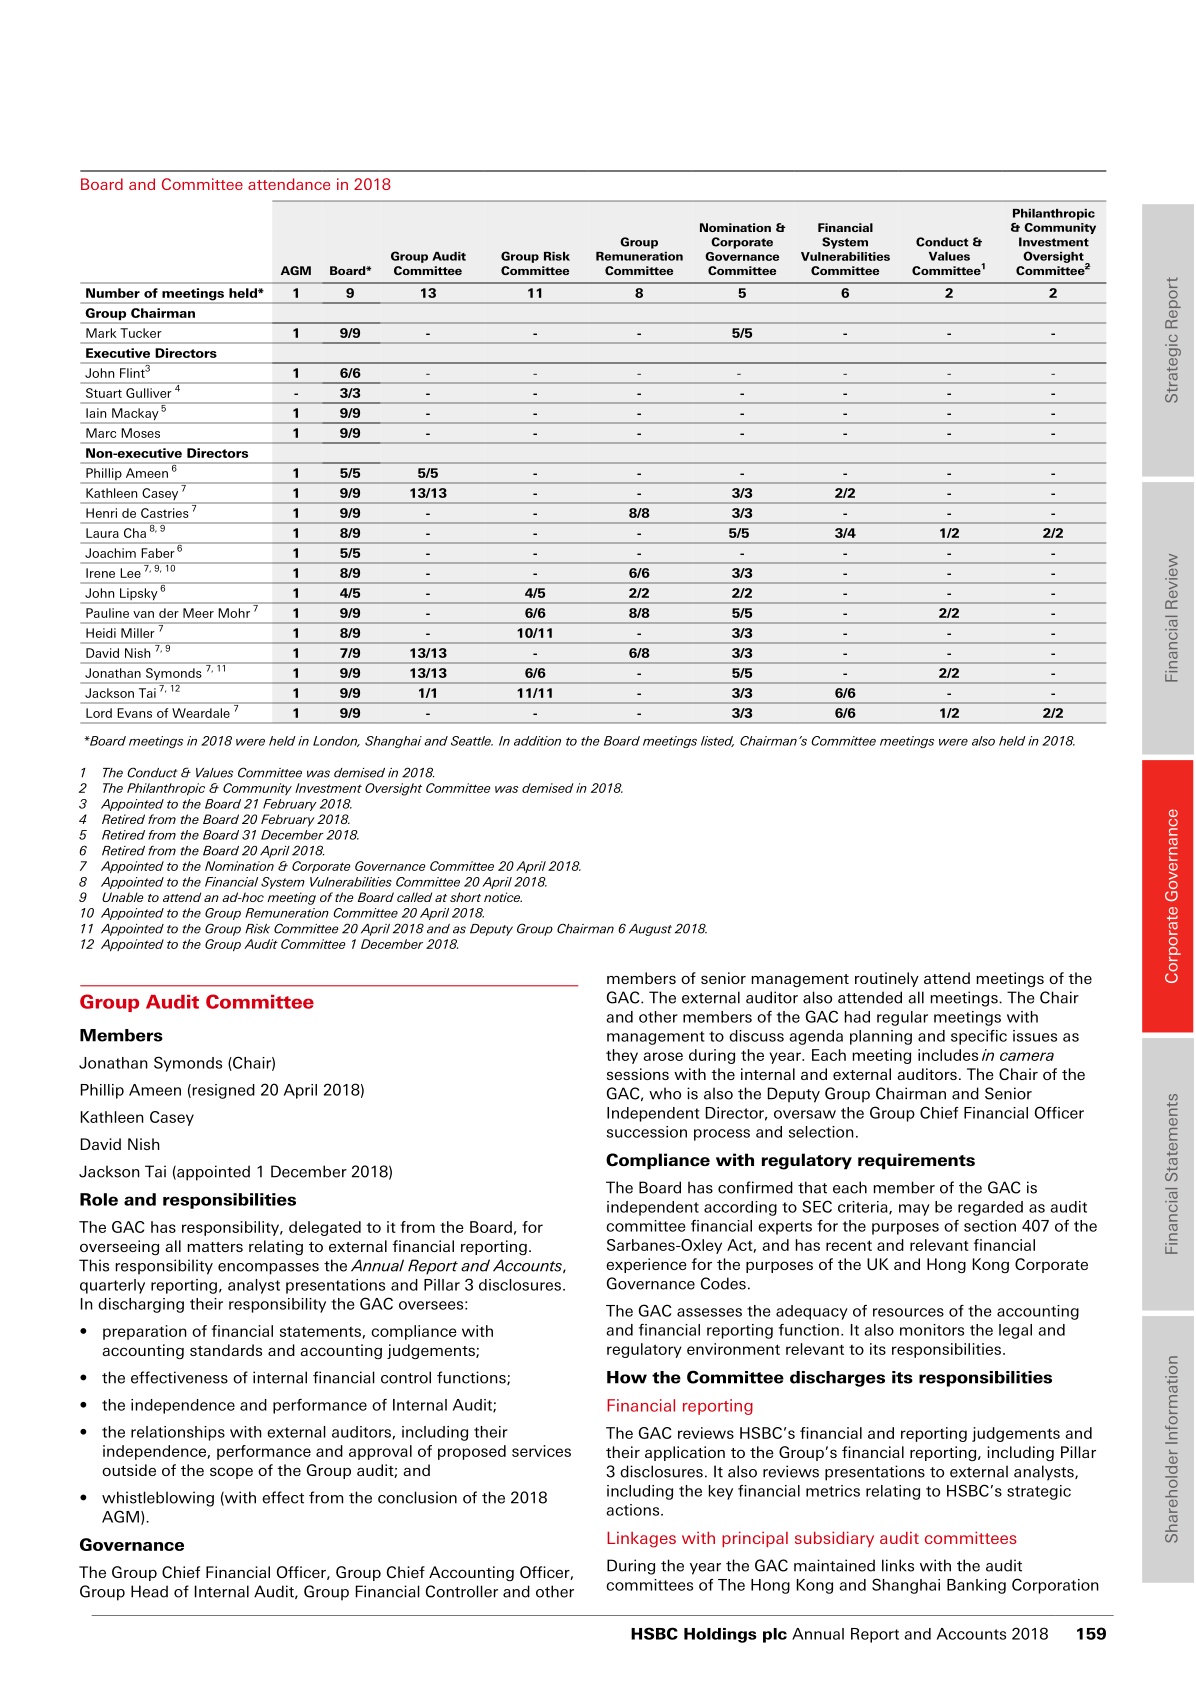 Board and Committee attendance in 2018
AGM Board* Group Audit Committee Group Risk Committee Group Remuneration Committee Nomination & Corporate Governance Committee Financial System Vulnerabilities Committee Conduct & Values Committee1 Philanthropic & Community Investment Oversight Committee2
Number of meetings held* 1 9 13 11 8 5 6 2 2
Group Chairman
Mark Tucker 1 9/9 - - - 5/5 - - -
Executive Directors
John Flint3 1 6/6 - - - - - - -
Stuart Gulliver 4 - 3/3 - - - - - - -
Iain Mackay 5 1 9/9 - - - - - - -
Marc Moses 1 9/9 - - - - - - -
Non-executive Directors
Phillip Ameen 6 1 5/5 5/5 - - - - - -
Kathleen Casey 7 1 9/9 13/13 - - 3/3 2/2 - -
Henri de Castries 7 1 9/9 - - 8/8 3/3 - - -
Laura Cha 8, 9 1 8/9 - - - 5/5 3/4 1/2 2/2
Joachim Faber 6 1 5/5 - - - - - - -
Irene Lee 7, 9, 10 1 8/9 - - 6/6 3/3 - - -
John Lipsky 6 1 4/5 - 4/5 2/2 2/2 - - -
Pauline van der Meer Mohr 7 1 9/9 - 6/6 8/8 5/5 - 2/2 -
Heidi Miller 7 1 8/9 - 10/11 - 3/3 - - -
David Nish 7, 9 1 7/9 13/13 - 6/8 3/3 - - -
Jonathan Symonds 7, 11 1 9/9 13/13 6/6 - 5/5 - 2/2 -
Jackson Tai 7, 12 1 9/9 1/1 11/11 - 3/3 6/6 - -
Lord Evans of Weardale 7 1 9/9 - - - 3/3 6/6 1/2 2/2
*Board meetings in 2018 were held in London, Shanghai and Seattle. In addition to the Board meetings listed, Chairman's Committee meetings were also held in 2018.
1 The Conduct & Values Committee was demised in 2018.
2 The Philanthropic & Community Investment Oversight Committee was demised in 2018.
3 Appointed to the Board 21 February 2018.
4 Retired from the Board 20 February 2018.
5 Retired from the Board 31 December 2018.
6 Retired from the Board 20 April 2018.
7 Appointed to the Nomination & Corporate Governance Committee 20 April 2018.
8 Appointed to the Financial System Vulnerabilities Committee 20 April 2018.
9 Unable to attend an ad-hoc meeting of the Board called at short notice.
10 Appointed to the Group Remuneration Committee 20 April 2018.
11 Appointed to the Group Risk Committee 20 April 2018 and as Deputy Group Chairman 6 August 2018.
12 Appointed to the Group Audit Committee 1 December 2018.
Group Audit Committee
Members
Jonathan Symonds (Chair)
Phillip Ameen (resigned 20 April 2018)
Kathleen Casey
David Nish
Jackson Tai (appointed 1 December 2018)
Role and responsibilities
The GAC has responsibility, delegated to it from the Board, for
overseeing all matters relating to external financial reporting.
This responsibility encompasses the Annual Report and Accounts,
quarterly reporting, analyst presentations and Pillar 3 disclosures.
In discharging their responsibility the GAC oversees:
• preparation of financial statements, compliance with
accounting standards and accounting judgements;
• the effectiveness of internal financial control functions;
• the independence and performance of Internal Audit;
• the relationships with external auditors, including their
independence, performance and approval of proposed services
outside of the scope of the Group audit; and
• whistleblowing (with effect from the conclusion of the 2018
AGM).
Governance
The Group Chief Financial Officer, Group Chief Accounting Officer,
Group Head of Internal Audit, Group Financial Controller and other
members of senior management routinely attend meetings of the
GAC. The external auditor also attended all meetings. The Chair
and other members of the GAC had regular meetings with
management to discuss agenda planning and specific issues as
they arose during the year. Each meeting includes in camera
sessions with the internal and external auditors. The Chair of the
GAC, who is also the Deputy Group Chairman and Senior
Independent Director, oversaw the Group Chief Financial Officer
succession process and selection.
Compliance with regulatory requirements
The Board has confirmed that each member of the GAC is
independent according to SEC criteria, may be regarded as audit
committee financial experts for the purposes of section 407 of the
Sarbanes-Oxley Act, and has recent and relevant financial
experience for the purposes of the UK and Hong Kong Corporate
Governance Codes.
The GAC assesses the adequacy of resources of the accounting
and financial reporting function. It also monitors the legal and
regulatory environment relevant to its responsibilities.
How the Committee discharges its responsibilities
Financial reporting
The GAC reviews HSBC's financial and reporting judgements and
their application to the Group's financial reporting, including Pillar
3 disclosures. It also reviews presentations to external analysts,
including the key financial metrics relating to HSBC's strategic
actions.
Linkages with principal subsidiary audit committees
During the year the GAC maintained links with the audit
committees of The Hong Kong and Shanghai Banking Corporation
Strategic Report
Financial Review
Corporate Governance
Financial Statements
Shareholder Information
HSBC Holdings plc Annual Report and Accounts 2018 159